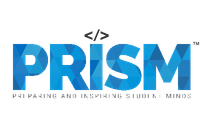 </>
PRISM™
PREPARING AND INSPIRING STUDENT MINDS